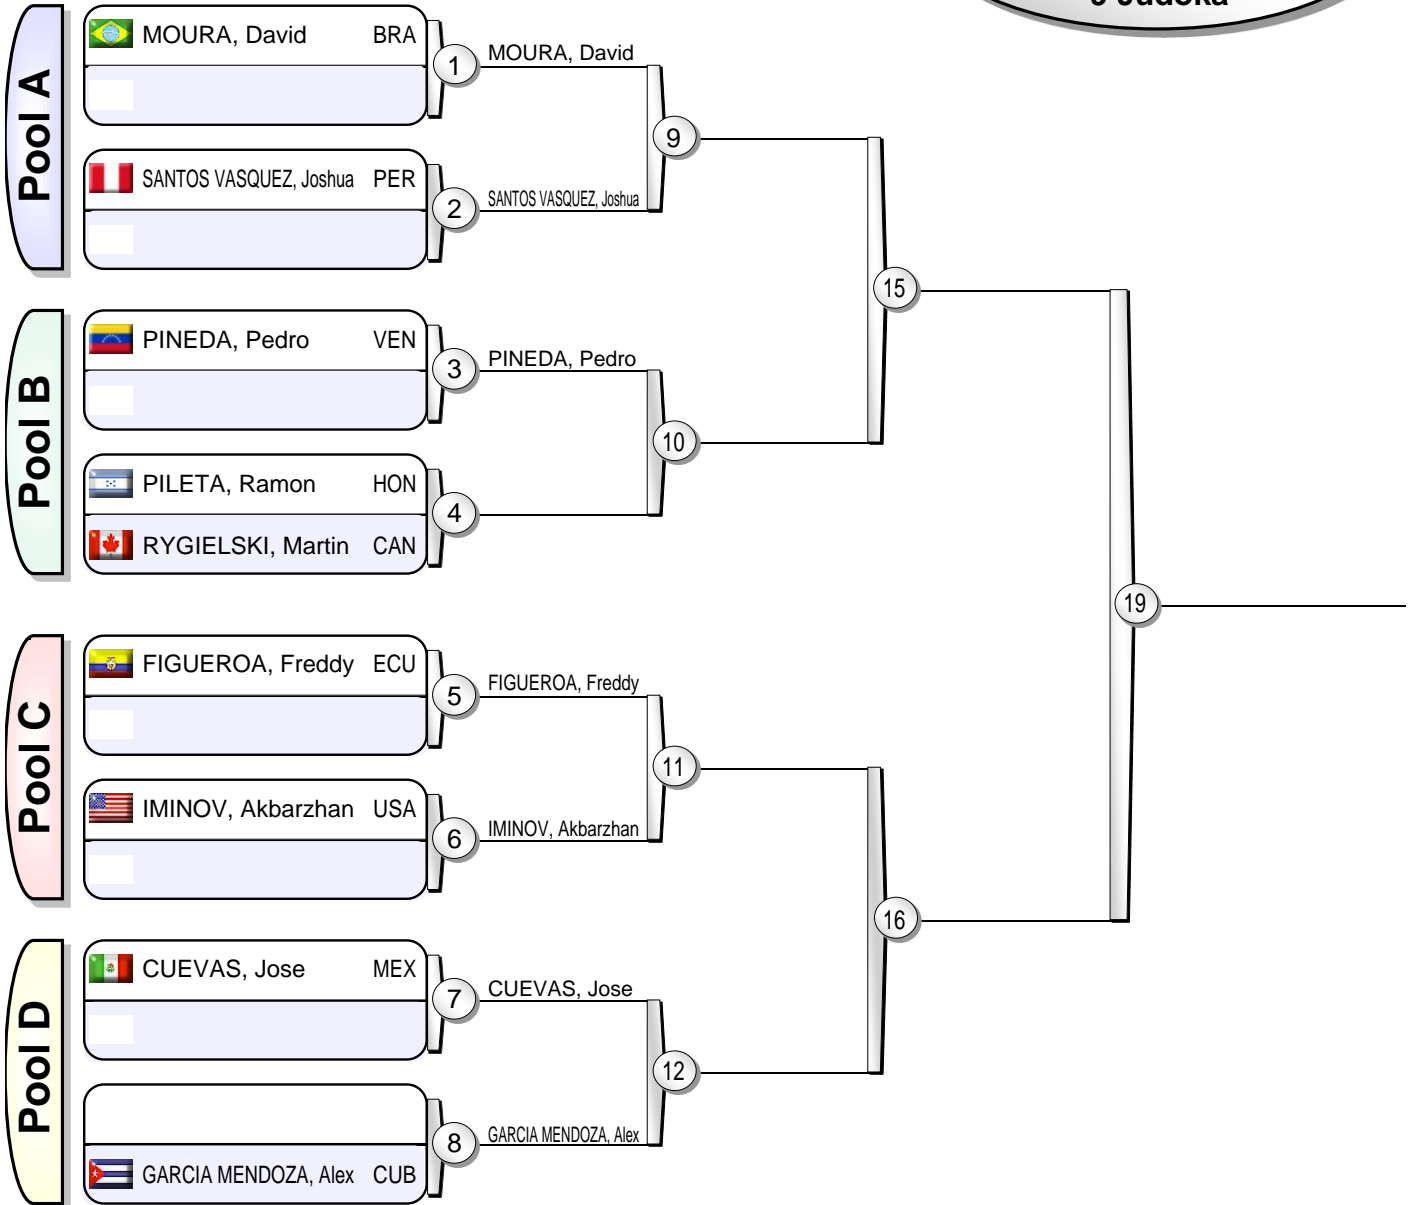 9 Judoka
Pool A
MOURA, David BRA
1
MOURA, David
9
SANTOS VASQUEZ, Joshua PER
2
SANTOS VASQUEZ, Joshua
15
Pool B
PINEDA, Pedro VEN
3
PINEDA, Pedro
10
PILETA, Ramon HON
4
RYGIELSKI, Martin CAN
19
Pool C
FIGUEROA, Freddy ECU
5
FIGUEROA, Freddy
11
IMINOV, Akbarzhan USA
6
IMINOV, Akbarzhan
16
Pool D
CUEVAS, Jose MEX
7
CUEVAS, Jose
12
8
GARCIA MENDOZA, Alex
GARCIA MENDOZA, Alex CUB